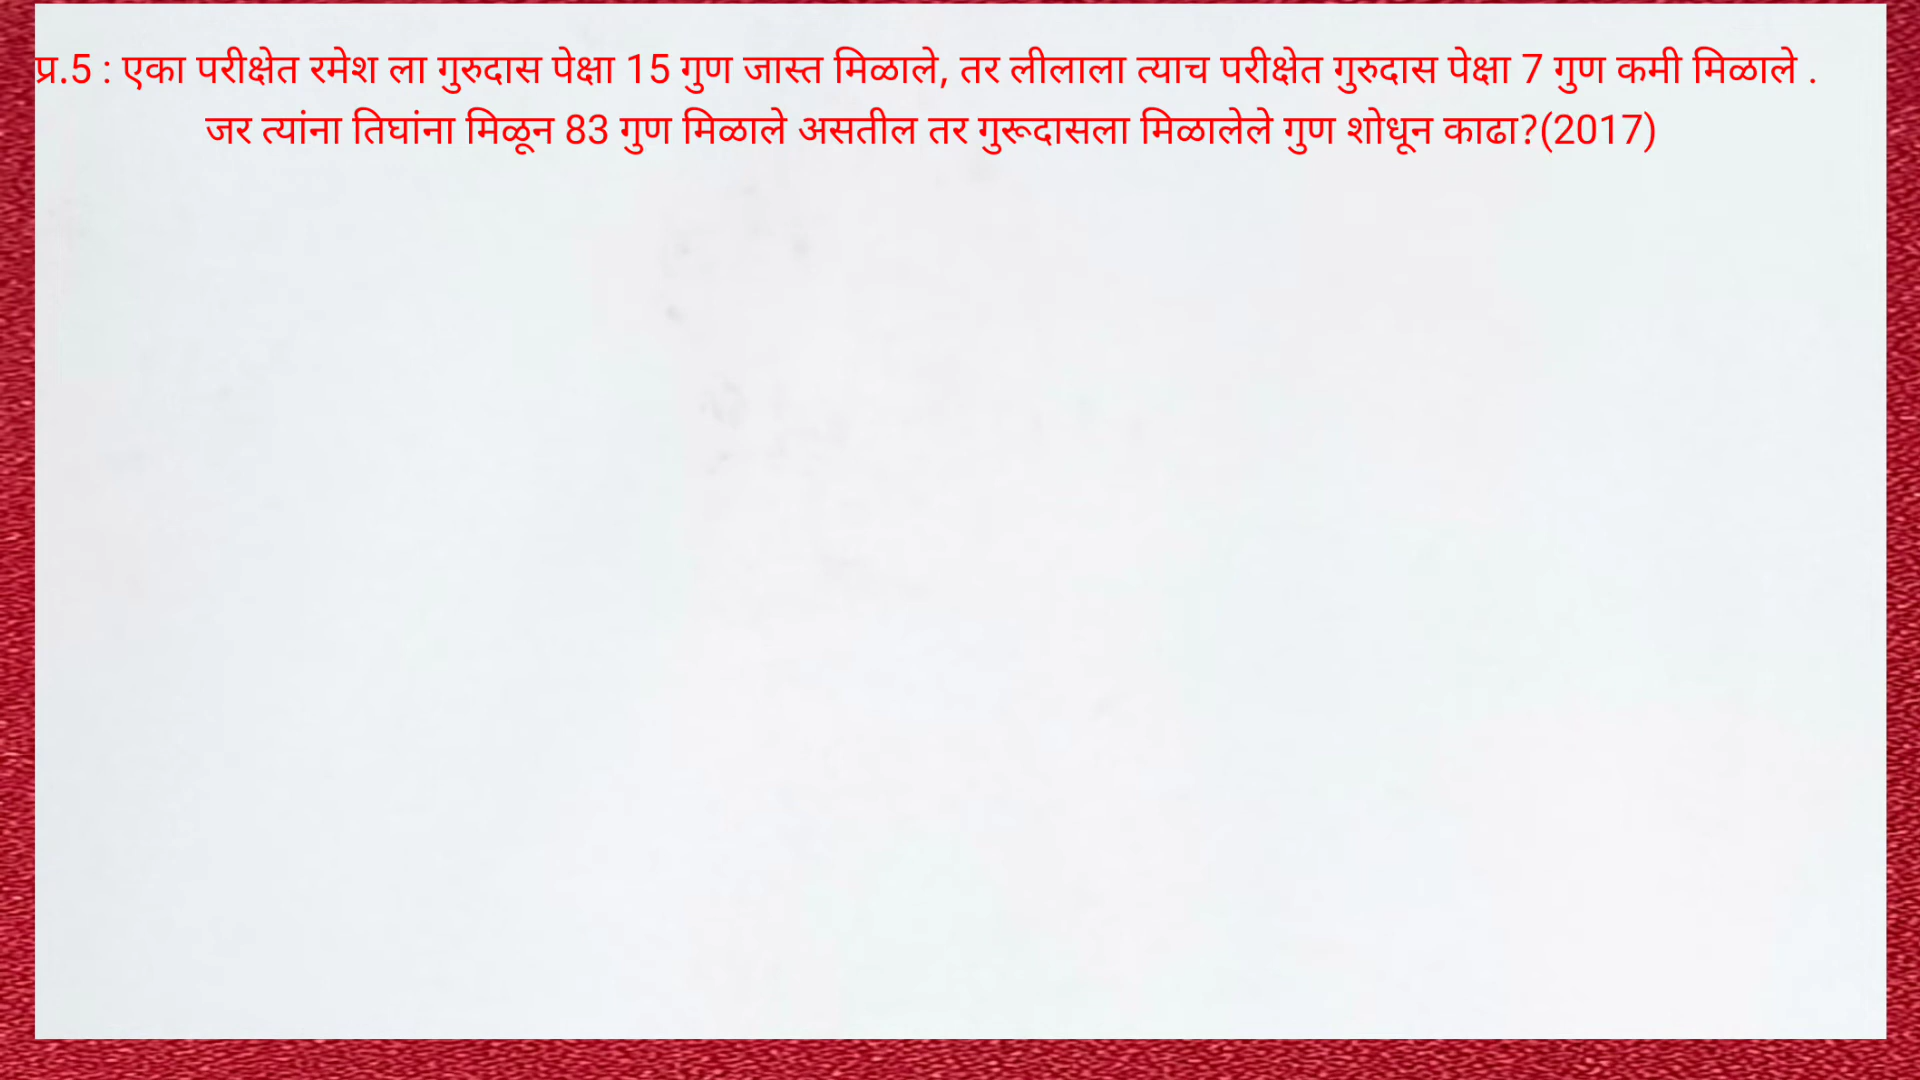 प्र.5 : एका परीक्षेत रमेश ला गुरुदास पेक्षा 15 गुण जास्त मिळाले, तर लीलाला त्याच परीक्षेत गुरुदास पेक्षा 7 गुण कमी मिळाले .
जर त्यांना तिघांना मिळून 83 गुण मिळाले असतील तर गुरूदासला मिळालेले गुण शोधून काढा?(2017)